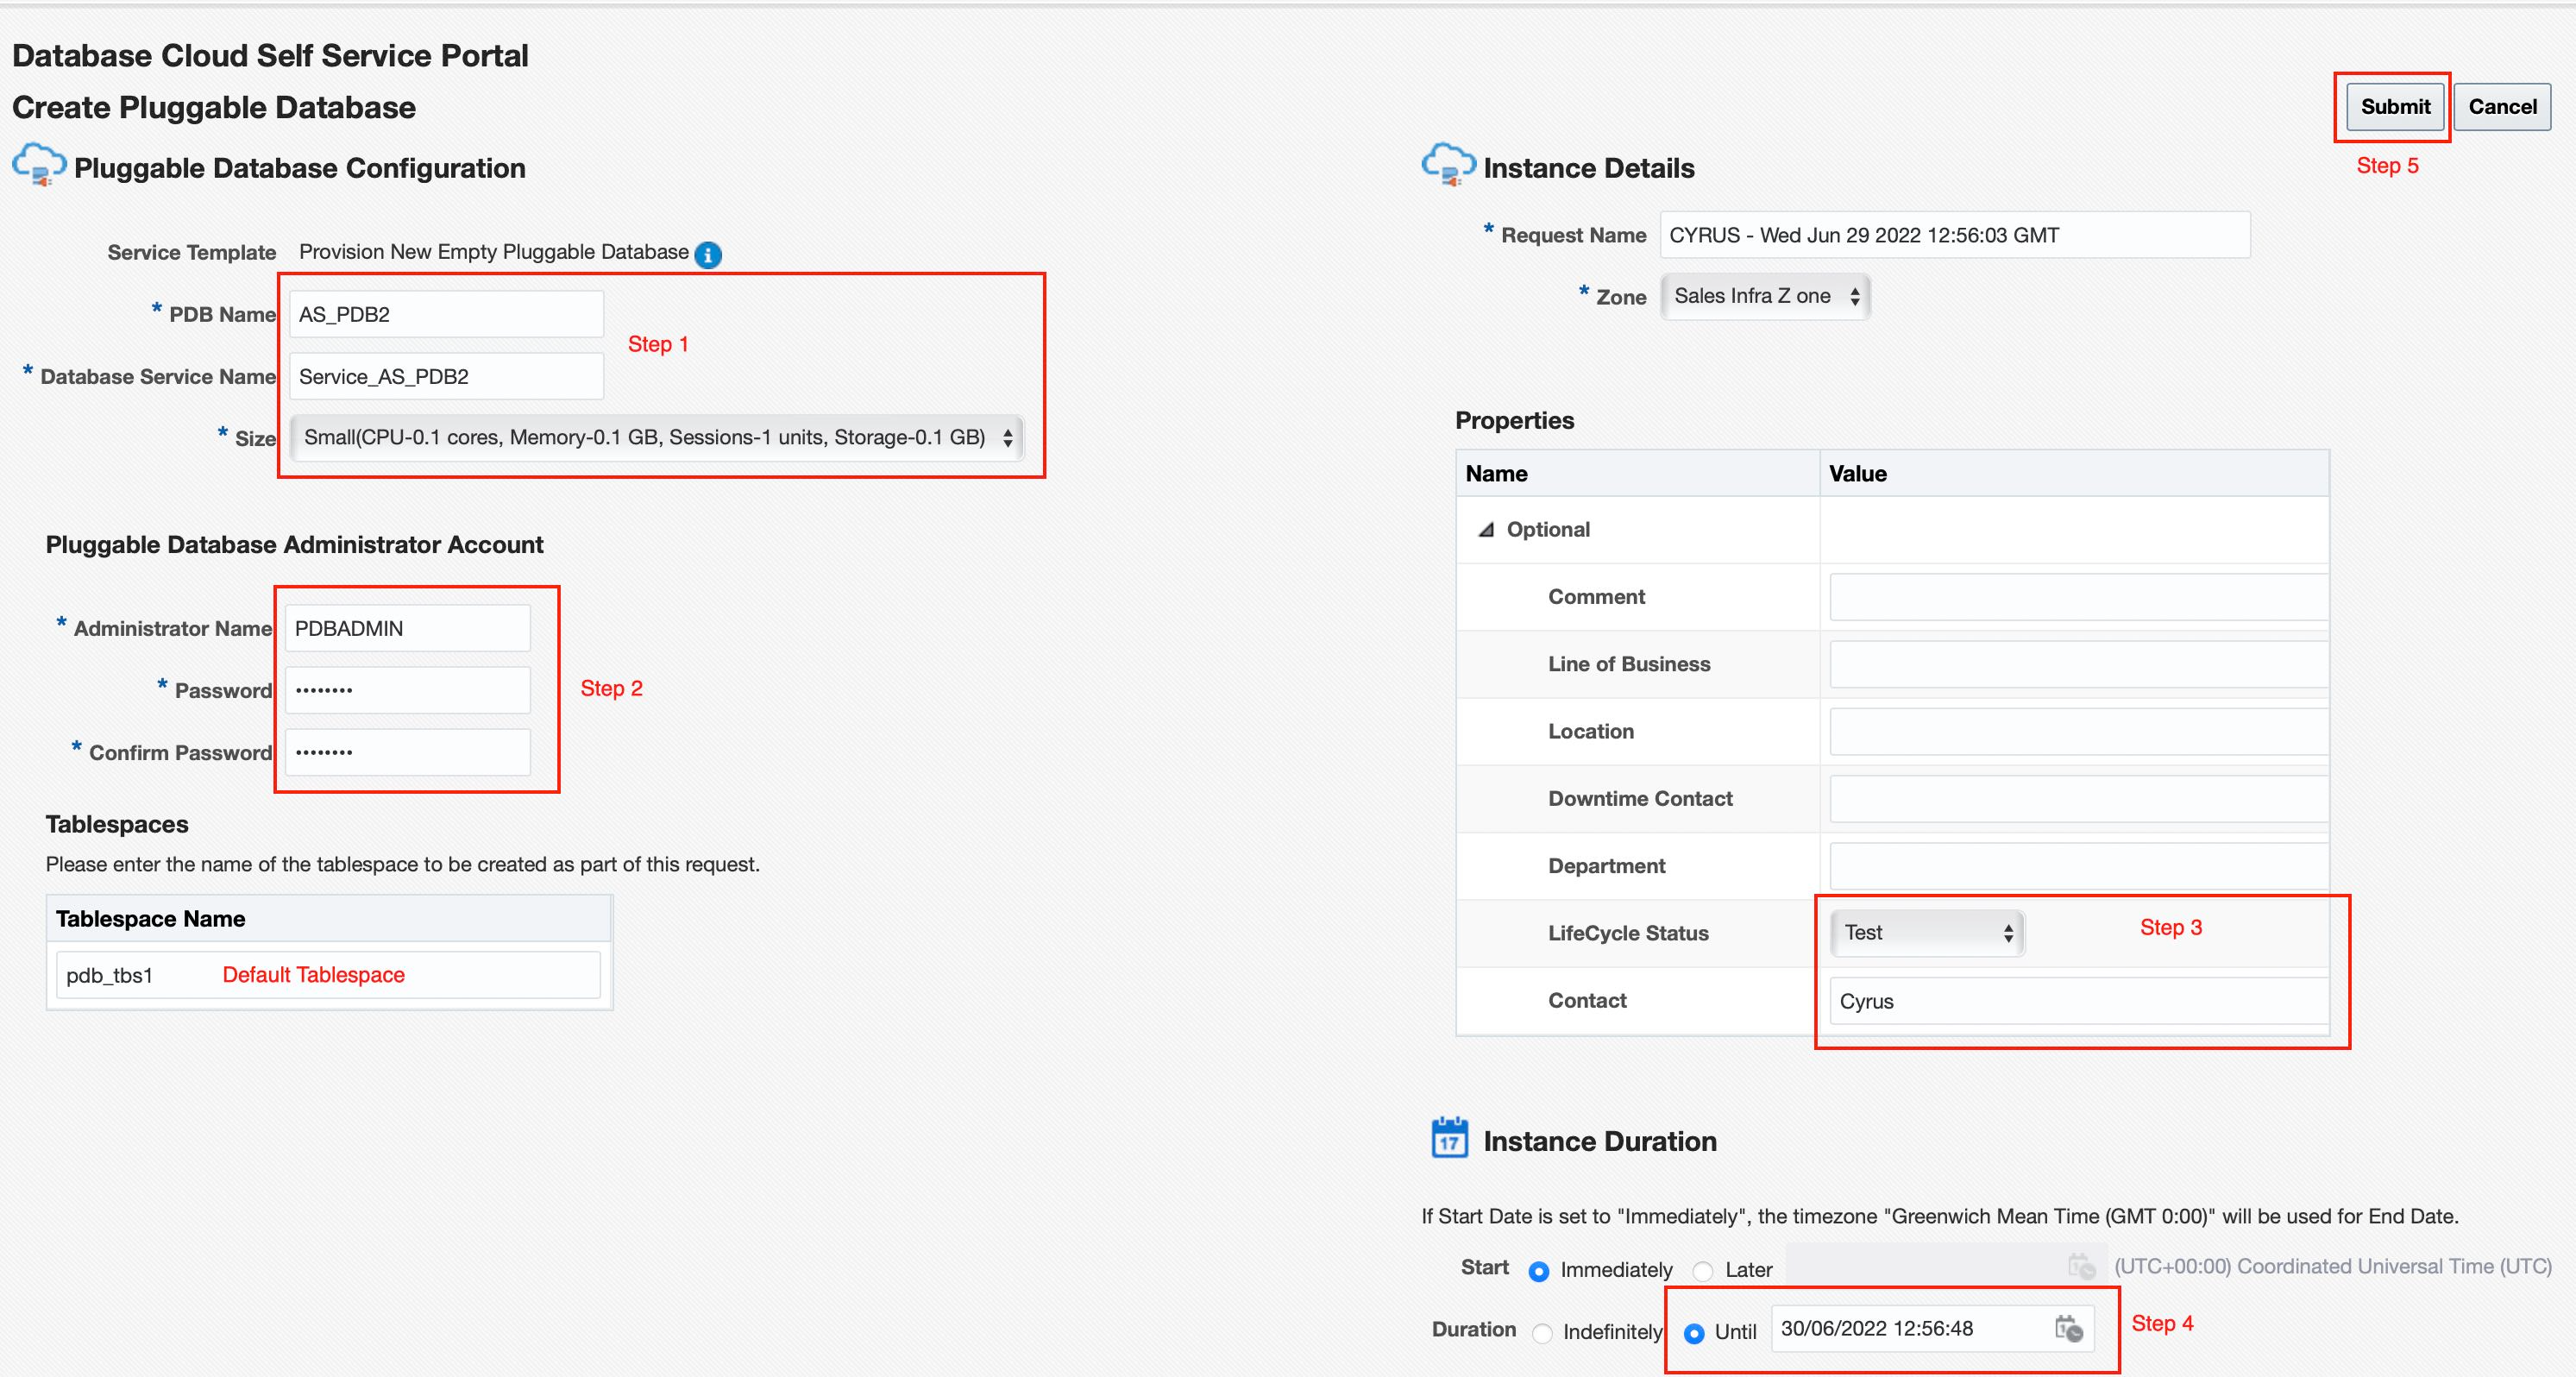 Database Cloud Self Service Portal
Create Pluggable Database
Submit Cancel
Step 5
Pluggable Database Configuration
Service Template Provision New Empty Pluggable Database i
* PDB Name AS_PDB2
Step 1
* Database Service Name Service_AS_PDB2
* Size Small(CPU-0.1 cores, Memory-0.1 GB, Sessions-1 units, Storage-0.1 GB)
Pluggable Database Administrator Account
* Administrator Name PDBADMIN
* Password ••••••••
Step 2
* Confirm Password ••••••••
Tablespaces
Please enter the name of the tablespace to be created as part of this request.
Tablespace Name
pdb_tbs1 Default Tablespace
Instance Details
* Request Name CYRUS - Wed Jun 29 2022 12:56:03 GMT
* Zone Sales Infra Z one
Properties
Name Value
Optional
Comment
Line of Business
Location
Downtime Contact
Department
LifeCycle Status Test Step 3
Contact Cyrus
17 Instance Duration
If Start Date is set to "Immediately", the timezone "Greenwich Mean Time (GMT 0:00)" will be used for End Date.
Start Immediately Later (UTC+00:00) Coordinated Universal Time (UTC)
Duration Indefinitely Until 30/06/2022 12:56:48 Step 4